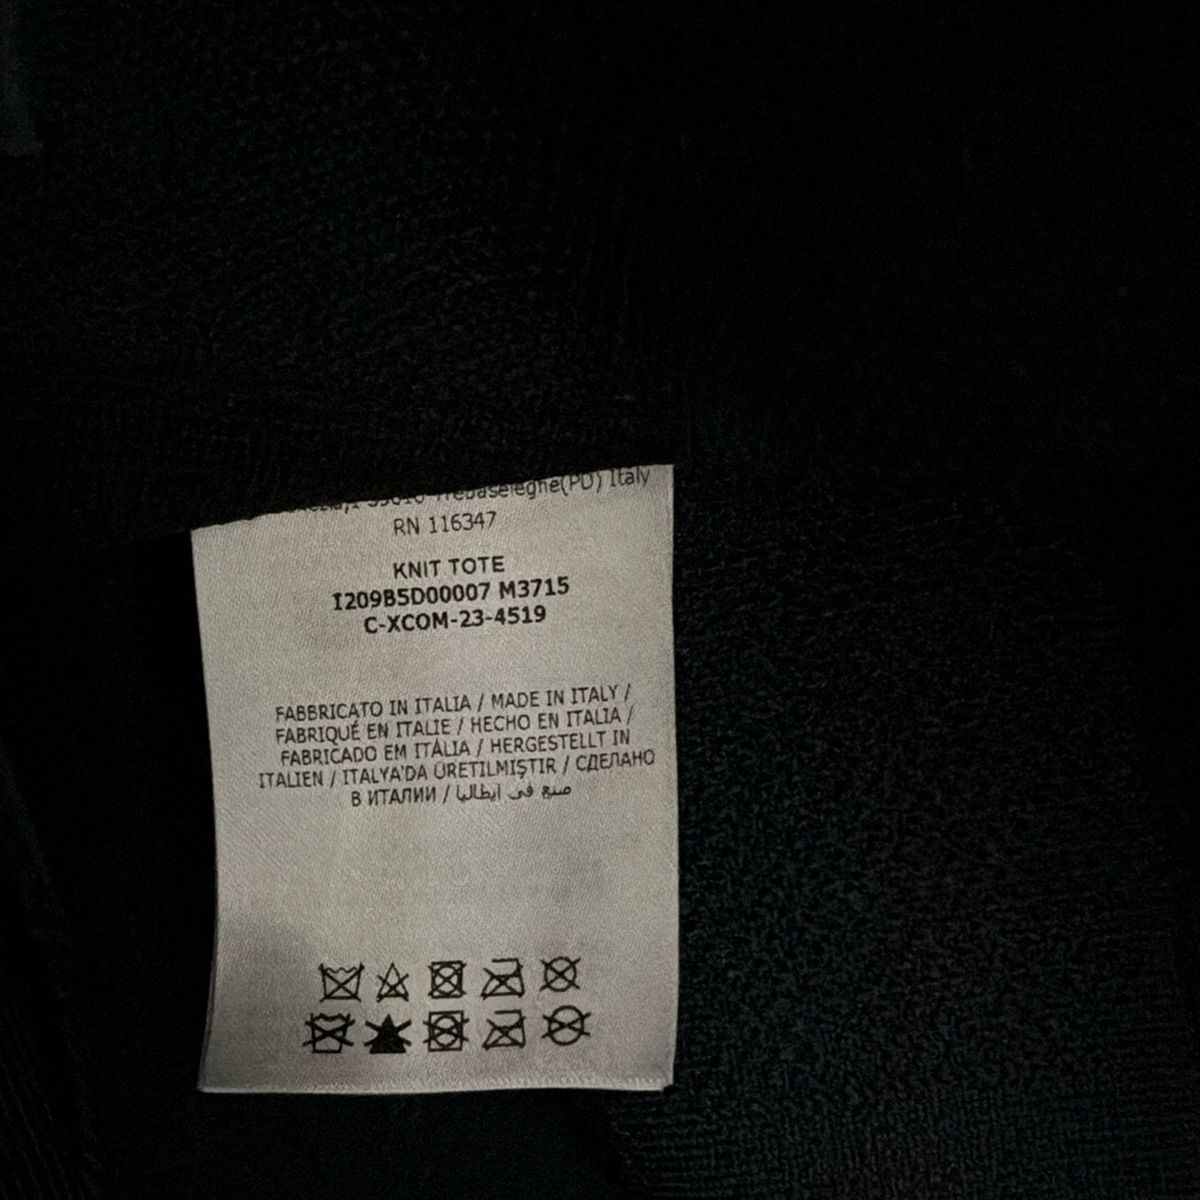 Trebaseleghe(PD) Italy
RN 116347
KNIT TOTE
I209B5D00007 M3715
C-XCOM-23-4519
FABBRICATO IN ITALIA / MADE IN ITALY /
FABRIQUÉ EN ITALIE / HECHO EN ITALIA /
FABRICADO EM ITÁLIA / HERGESTELLT IN
ITALIEN / ITALYA'DA ÜRETILMIŞTIR / СДЕЛАНО
В ИТАЛИИ / صنع في ايطاليا